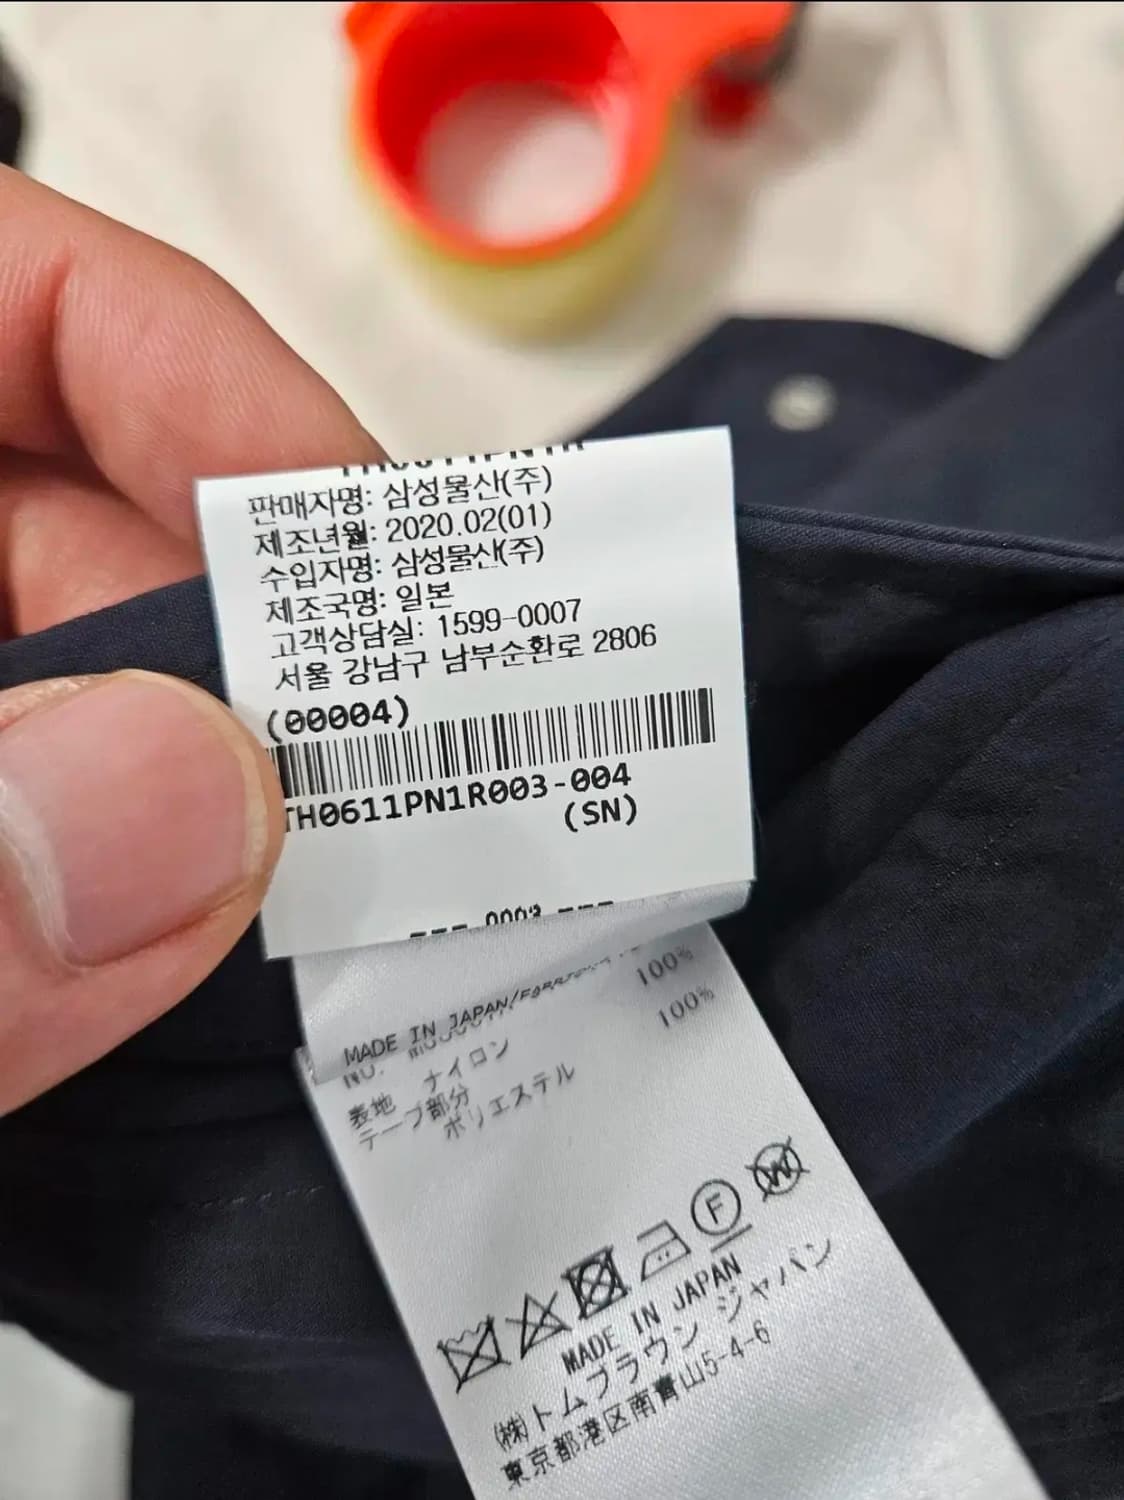 판매자명: 삼성물산(주)
제조년월: 2020.02(01)
수입자명: 삼성물산(주)
제조국명: 일본
고객상담실: 1599-0007
서울 강남구 남부순환로 2806
(00004)
TH0611PN1R003-004
(SN)
--- 0003 ---
MADE IN JAPAN/
NO.
表地 ナイロン 100%
テープ部分
ポリエステル 100%
F
W
MADE IN JAPAN
(株)トムブラウン ジャパン
東京都港区南青山5-4-6